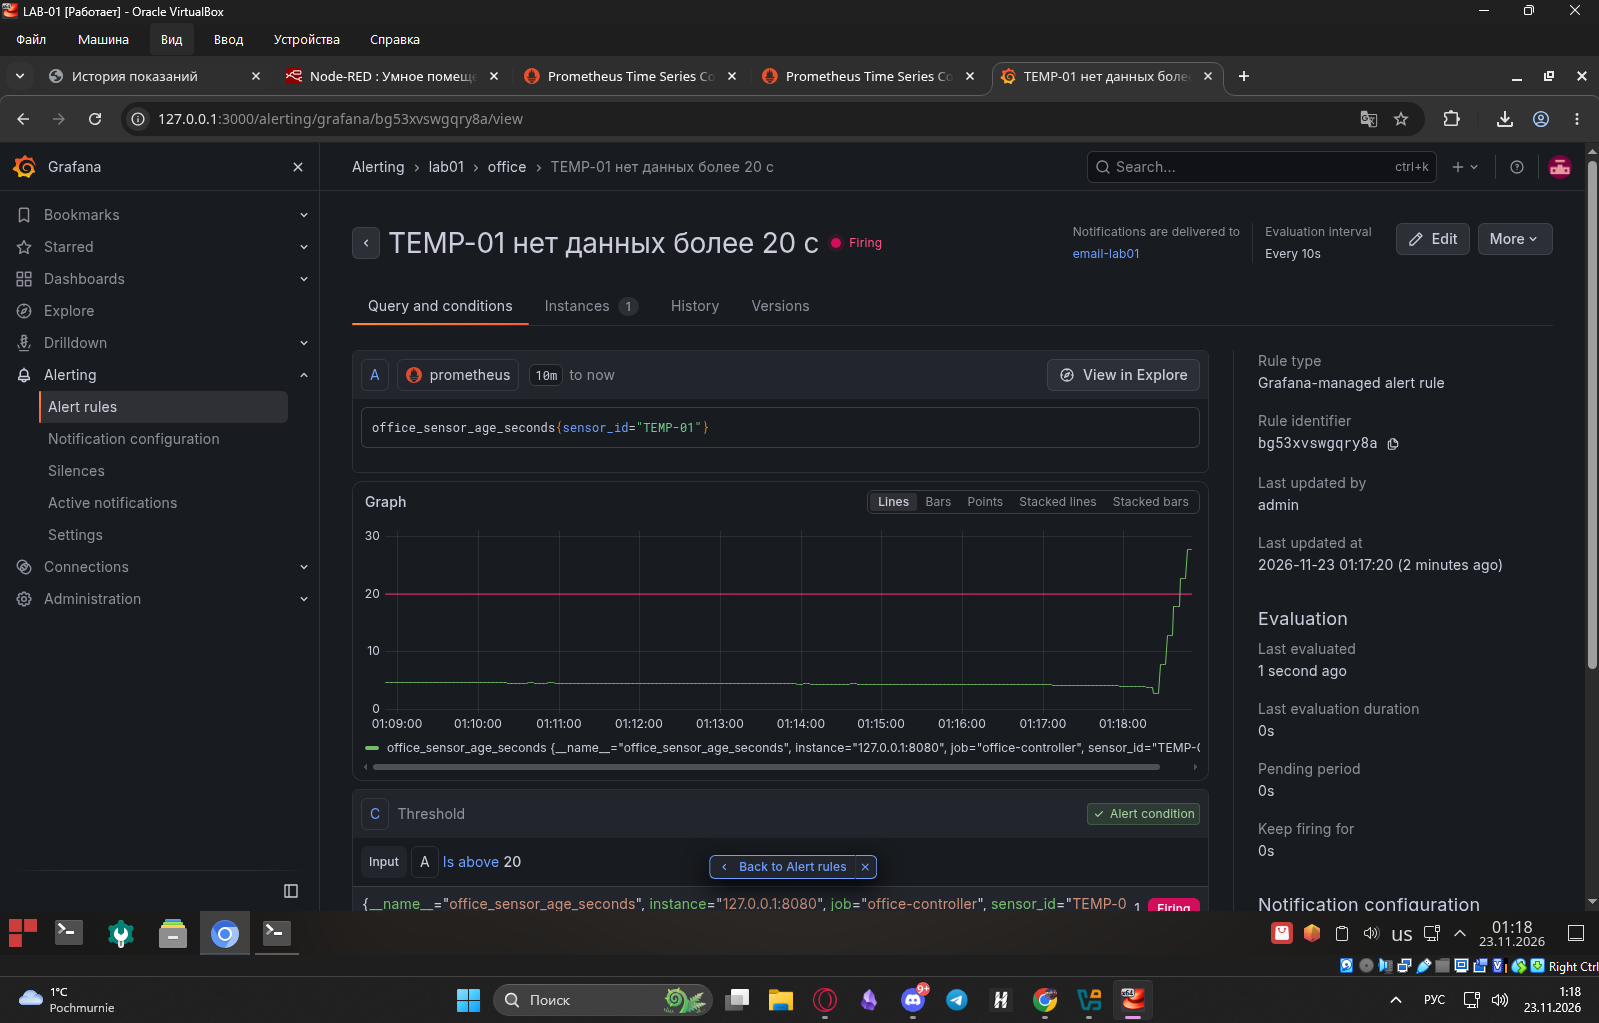 LAB-01 [Работает] - Oracle VirtualBox
Файл Машина Вид Ввод Устройства Справка
История показаний
Node-RED : Умное помеще
Prometheus Time Series Co
Prometheus Time Series Co
TEMP-01 нет данных боле
127.0.0.1:3000/alerting/grafana/bg53xvswgqry8a/view
Grafana
Alerting › lab01 › office › TEMP-01 нет данных более 20 с
Search...
ctrl+k
Bookmarks
Starred
Dashboards
Explore
Drilldown
Alerting
Alert rules
Notification configuration
Silences
Active notifications
Settings
Connections
Administration
TEMP-01 нет данных более 20 с
Firing
Notifications are delivered to
email-lab01
Evaluation interval
Every 10s
Edit
More
Query and conditions
Instances 1
History
Versions
A
prometheus
10m to now
View in Explore
office_sensor_age_seconds{sensor_id="TEMP-01"}
Graph
Lines Bars Points Stacked lines Stacked bars
30
20
10
0
01:09:00 01:10:00 01:11:00 01:12:00 01:13:00 01:14:00 01:15:00 01:16:00 01:17:00 01:18:00
office_sensor_age_seconds {__name__="office_sensor_age_seconds", instance="127.0.0.1:8080", job="office-controller", sensor_id="TEMP-0
C
Threshold
Alert condition
Input A Is above 20
Back to Alert rules
{__name__="office_sensor_age_seconds", instance="127.0.0.1:8080", job="office-controller", sensor_id="TEMP-0 1 Firing
Rule type
Grafana-managed alert rule
Rule identifier
bg53xvswgqry8a
Last updated by
admin
Last updated at
2026-11-23 01:17:20 (2 minutes ago)
Evaluation
Last evaluated
1 second ago
Last evaluation duration
0s
Pending period
0s
Keep firing for
0s
Notification configuration
us
01:18
23.11.2026
Right Ctrl
1°C
Pochmurnie
Поиск
9+
x64
РУС
1:18
23.11.2026